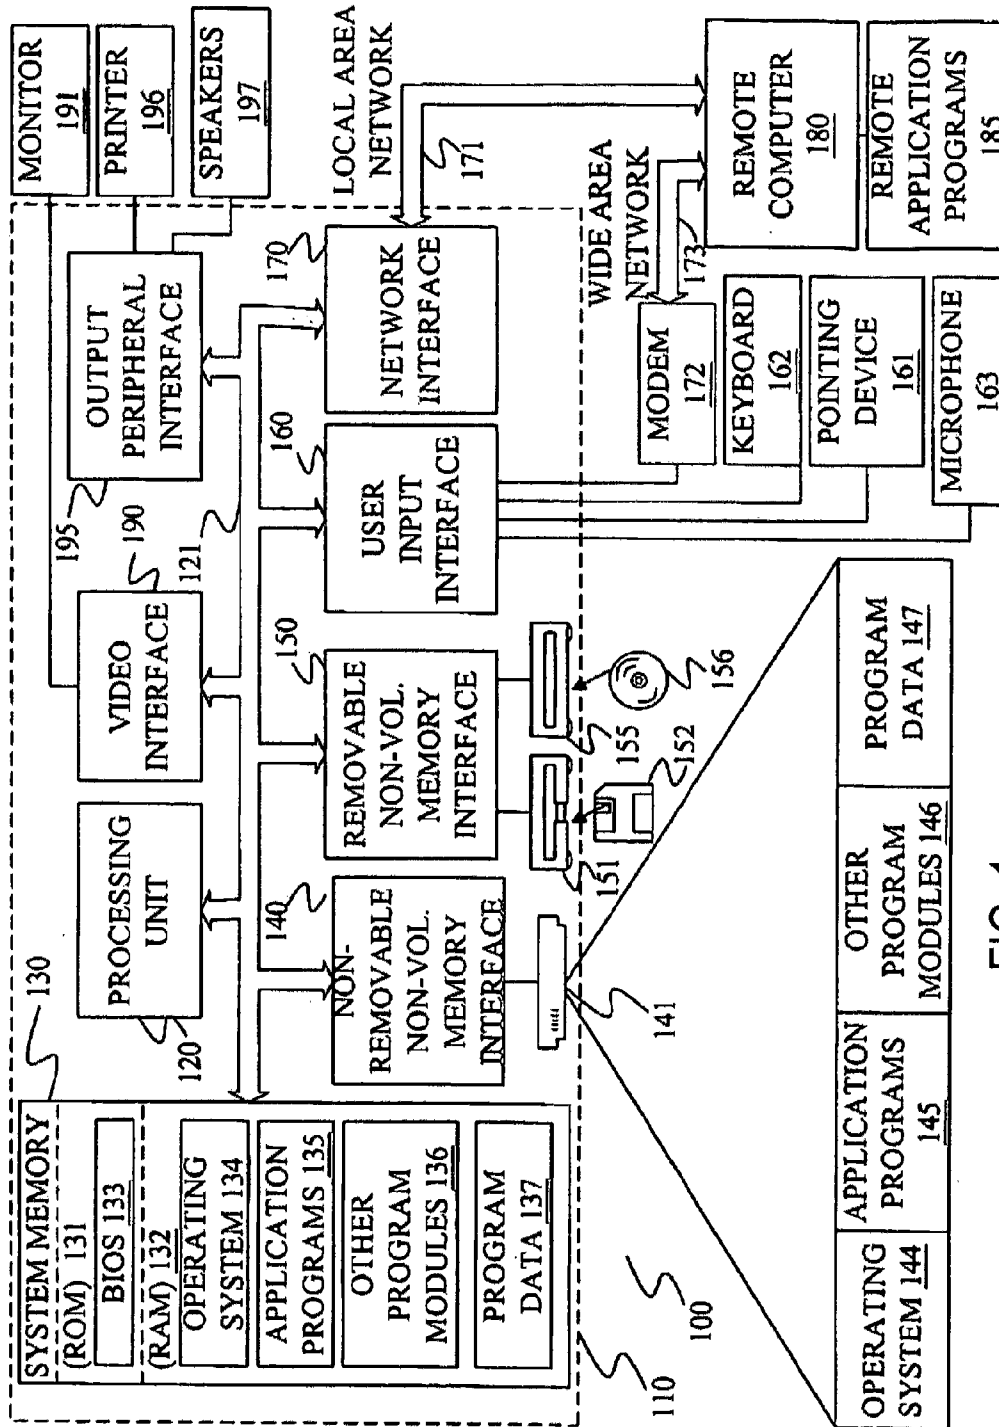 SYSTEM MEMORY
(ROM) 131
BIOS 133
(RAM) 132
OPERATING
SYSTEM 134
APPLICATION
PROGRAMS 135
OTHER
PROGRAM
MODULES 136
PROGRAM
DATA 137
130
PROCESSING
UNIT
120
VIDEO
INTERFACE
190
121
OUTPUT
PERIPHERAL
INTERFACE
195
MONITOR
191
PRINTER
196
SPEAKERS
197
NON-
REMOVABLE
NON-VOL.
MEMORY
INTERFACE
140
REMOVABLE
NON-VOL.
MEMORY
INTERFACE
150
USER
INPUT
INTERFACE
160
NETWORK
INTERFACE
170
LOCAL AREA
NETWORK
171
141
151
152
155
156
WIDE AREA
NETWORK
173
MODEM
172
KEYBOARD
162
POINTING
DEVICE
161
MICROPHONE
163
REMOTE
COMPUTER
180
REMOTE
APPLICATION
PROGRAMS
185
110
100
OPERATING
SYSTEM 144
APPLICATION
PROGRAMS
145
OTHER
PROGRAM
MODULES 146
PROGRAM
DATA 147